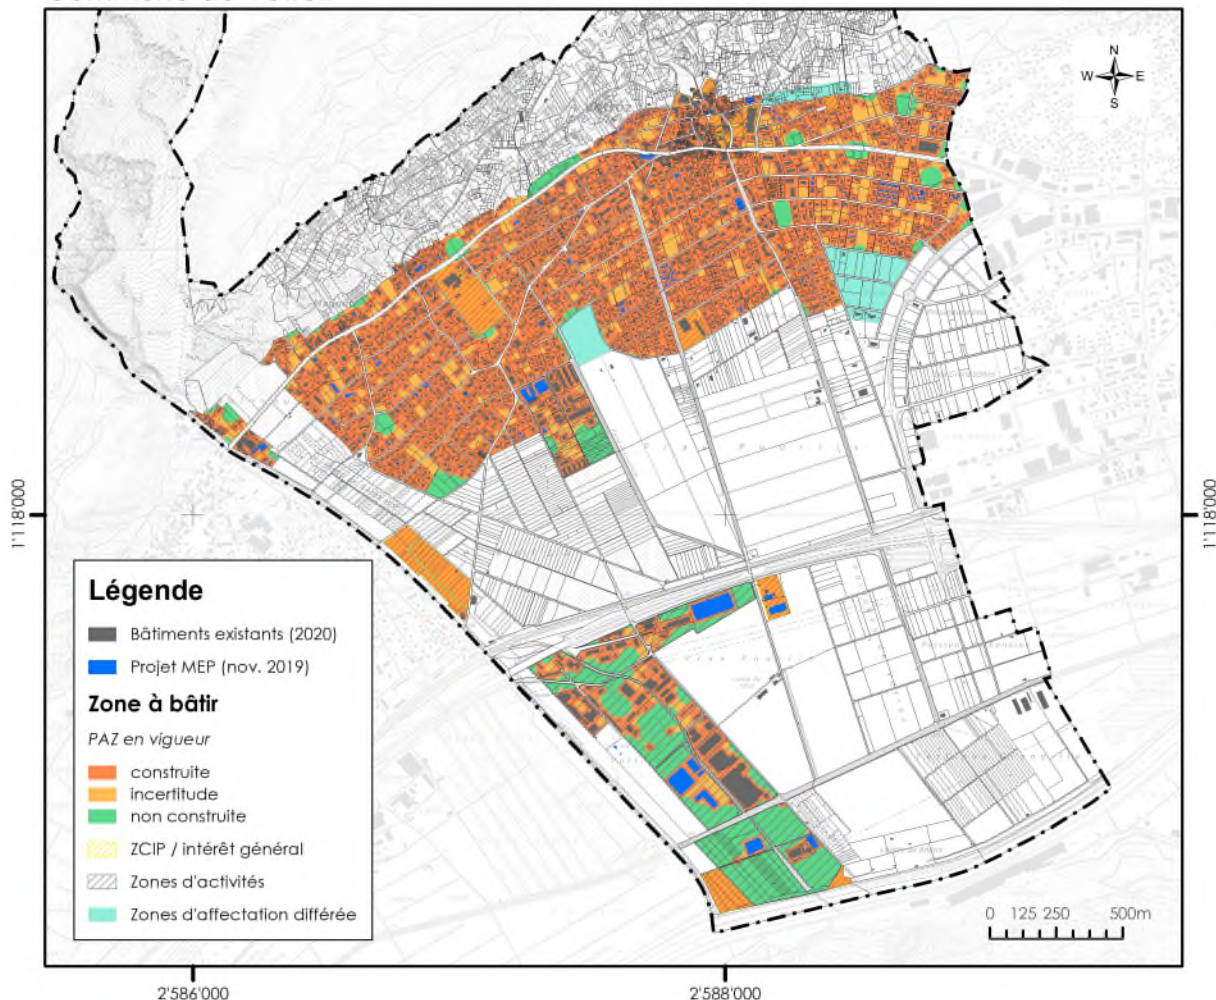 N
W E
S
1'118'000
1'118'000
Légende
Bâtiments existants (2020)
Projet MEP (nov. 2019)
Zone à bâtir
PAZ en vigueur
construite
incertitude
non construite
ZCIP / intérêt général
Zones d'activités
Zones d'affectation différée
0 125 250 500m
2'586'000
2'588'000